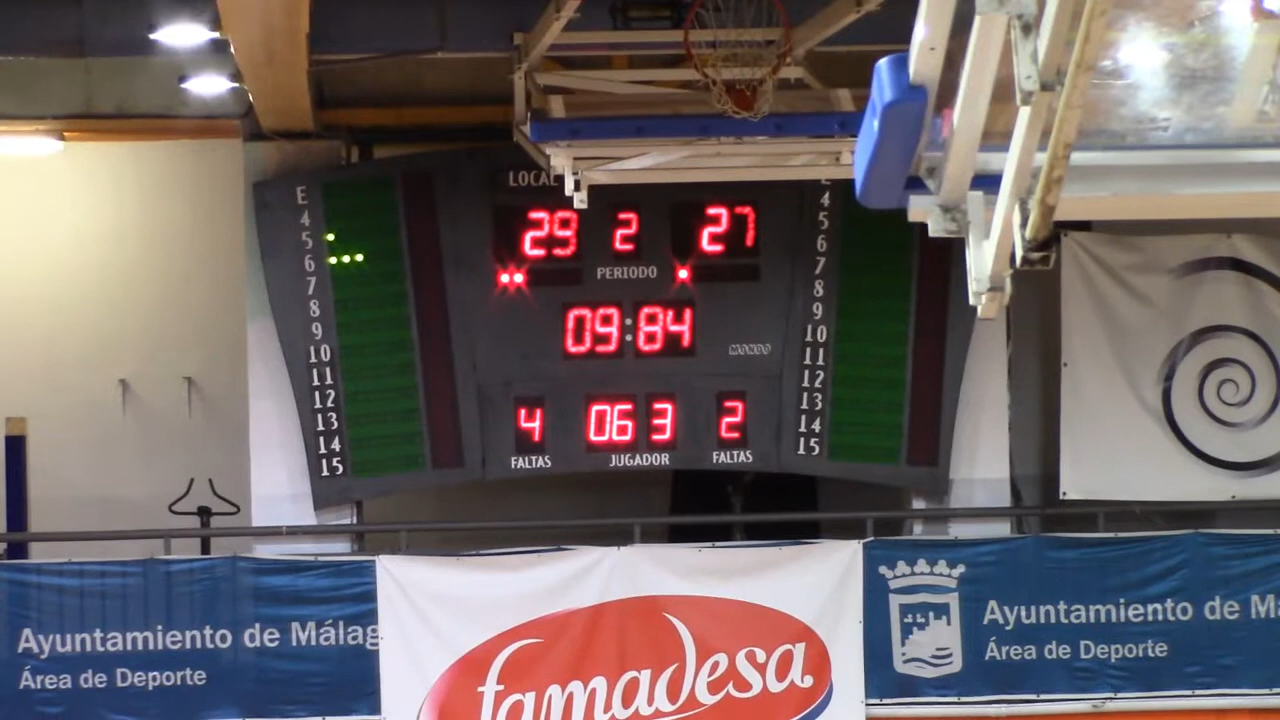 LOCAL
E
4
5
6
7
8
9
10
11
12
13
14
15
29 2 27
PERIODO
09:84
MONDO
4 06 3 2
FALTAS JUGADOR FALTAS
4
5
6
7
8
9
10
11
12
13
14
15
Ayuntamiento de Málag
Área de Deporte
famadesa
Ayuntamiento de M
Área de Deporte